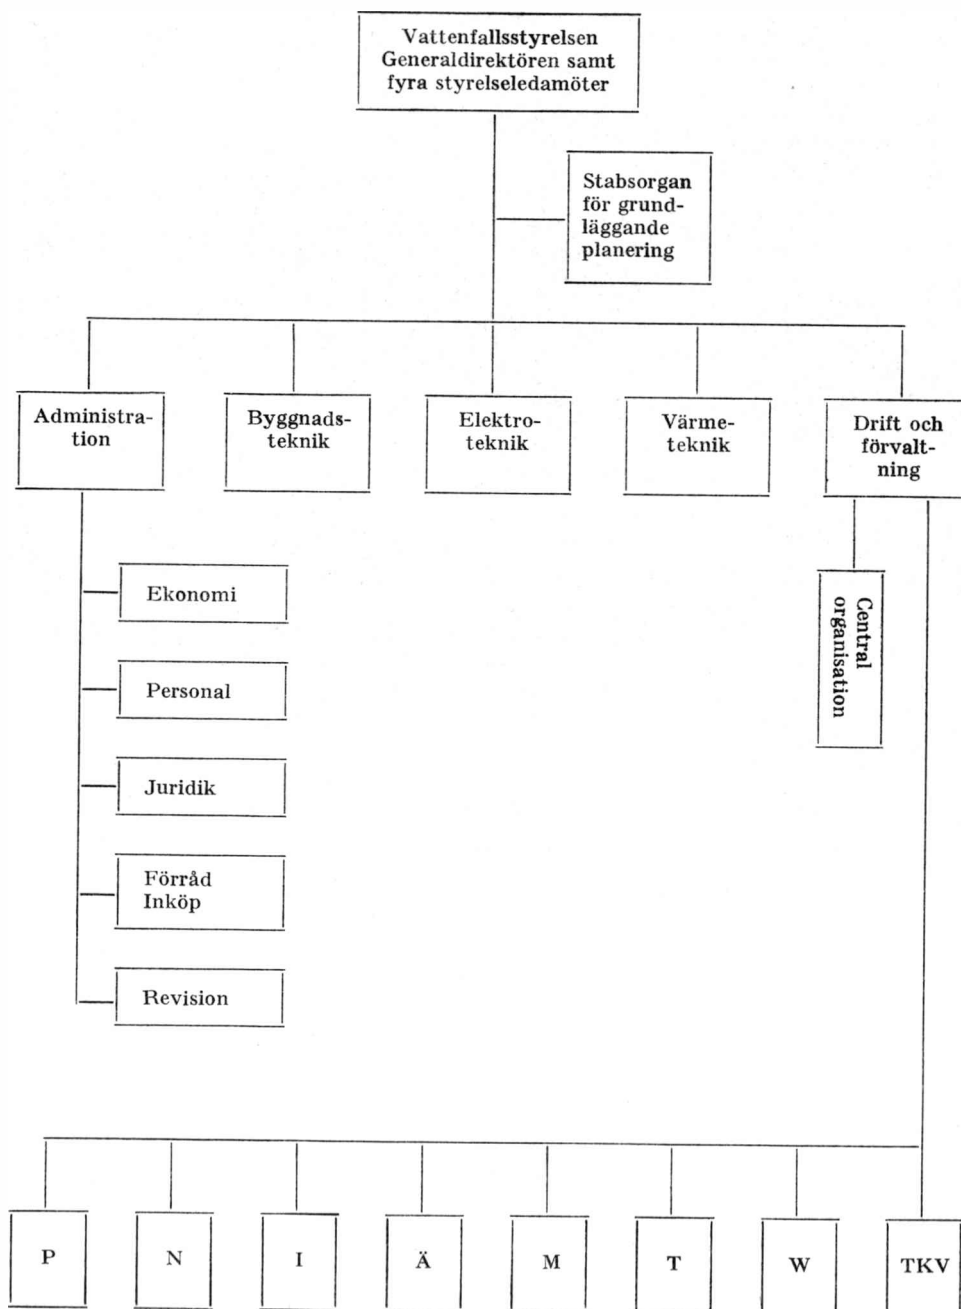 Vattenfallsstyrelsen
Generaldirektören samt
fyra styrelseledamöter
Stabsorgan
för grund-
läggande
planering
Administra-
tion
Byggnads-
teknik
Elektro-
teknik
Värme-
teknik
Drift och
förvalt-
ning
Ekonomi
Personal
Juridik
Förråd
Inköp
Revision
Central
organisation
P
N
I
Ä
M
T
W
TKV